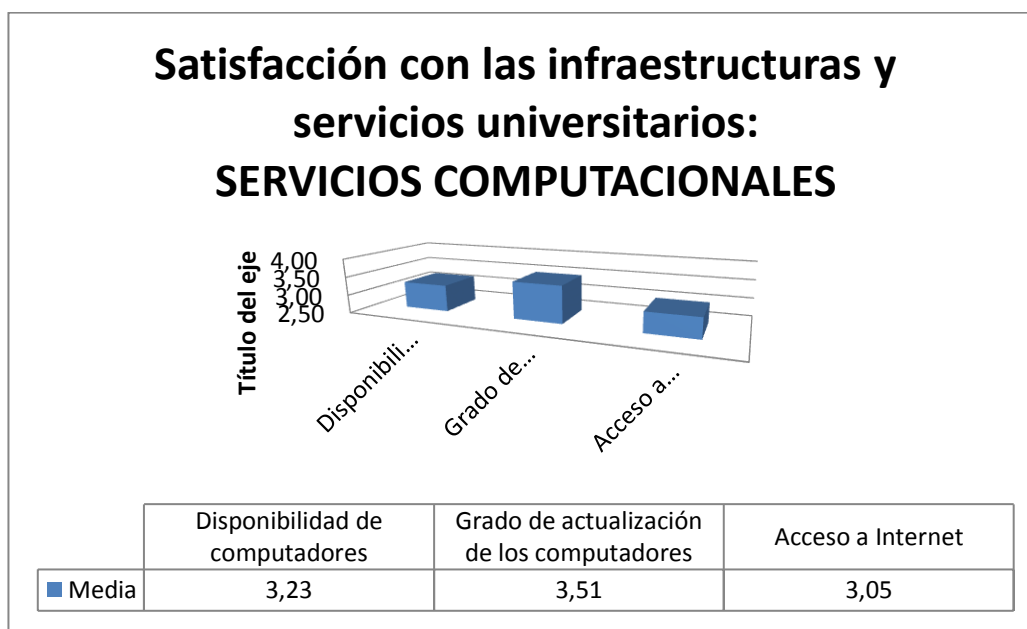 Satisfacción con las infraestructuras y
servicios universitarios:
SERVICIOS COMPUTACIONALES
Título del eje
4,00
3,50
3,00
2,50
Disponibili...
Grado de...
Acceso a...
Disponibilidad de
computadores
Grado de actualización
de los computadores
Acceso a Internet
Media 3,23 3,51 3,05